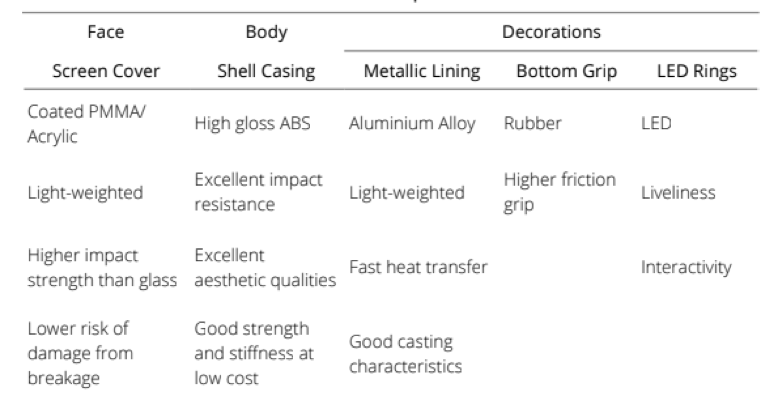 Face Body Decorations
Screen Cover Shell Casing Metallic Lining Bottom Grip LED Rings
Coated PMMA/
Acrylic
High gloss ABS
Aluminium Alloy
Rubber
LED
Light-weighted
Excellent impact
resistance
Light-weighted
Higher friction
grip
Liveliness
Higher impact
strength than glass
Excellent
aesthetic qualities
Fast heat transfer
Interactivity
Lower risk of
damage from
breakage
Good strength
and stiffness at
low cost
Good casting
characteristics